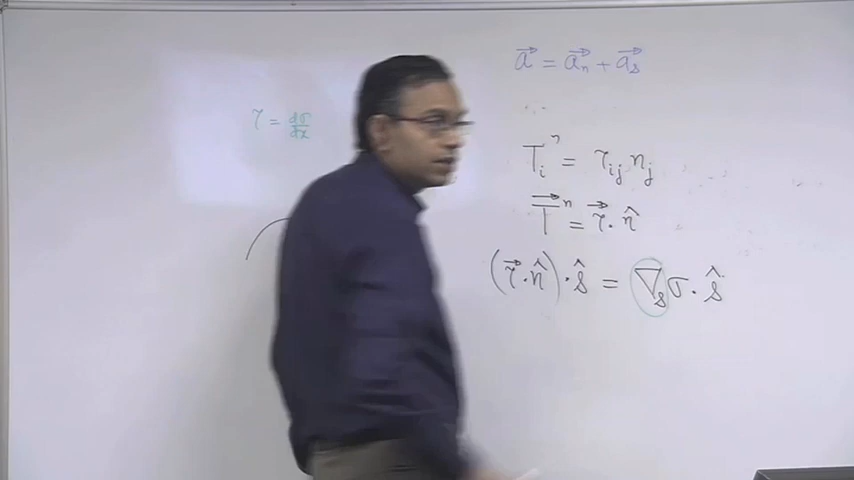 τ = dσ/dx
a⃗ = a⃗ₙ + a⃗ₛ
Tᵢⁿ = τᵢⱼ nⱼ
T⃗ⁿ = τ⃗ · n̂
(τ⃗ · n̂) · ŝ = ∇ₛσ · ŝ